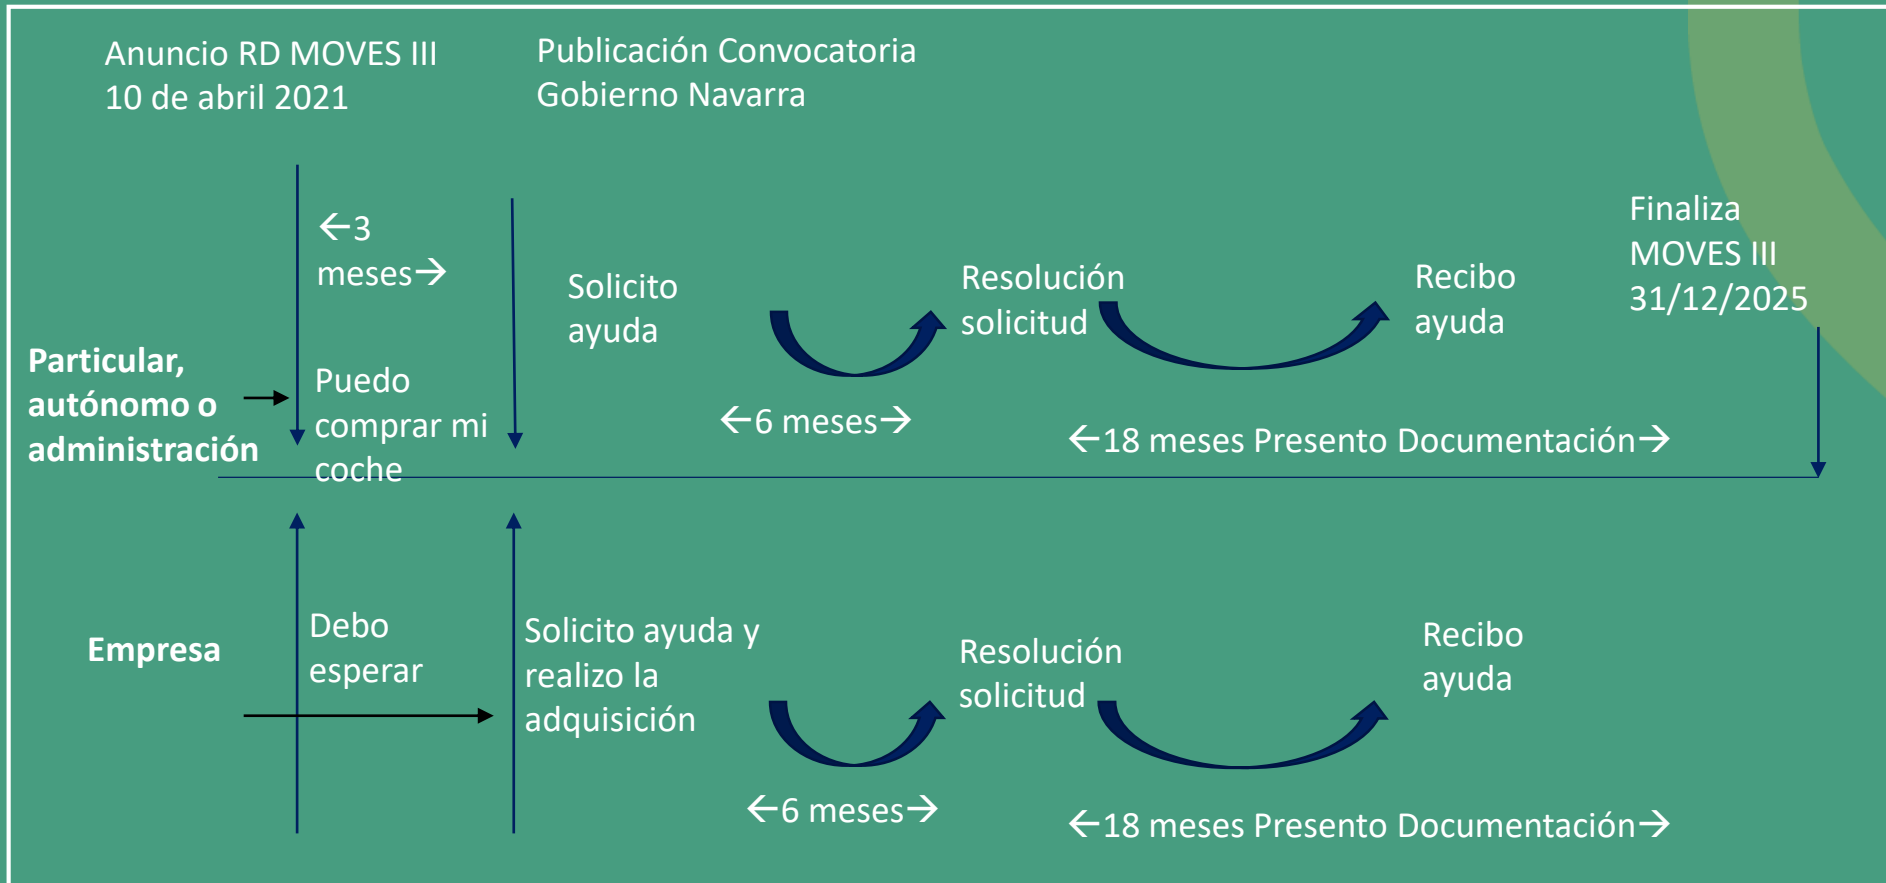 Anuncio RD MOVES III
10 de abril 2021
Publicación Convocatoria
Gobierno Navarra
←3
meses→
Solicito
ayuda
Resolución
solicitud
Recibo
ayuda
Finaliza
MOVES III
31/12/2025
Particular,
autónomo o
administración
Puedo
comprar mi
coche
←6 meses→
←18 meses Presento Documentación→
Empresa
Debo
esperar
Solicito ayuda y
realizo la
adquisición
Resolución
solicitud
Recibo
ayuda
←6 meses→
←18 meses Presento Documentación→